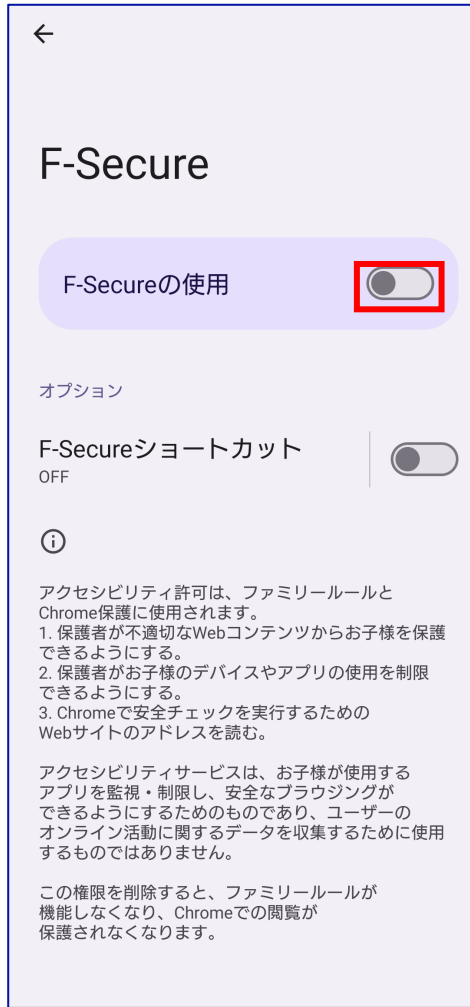 F-Secure
F-Secureの使用
オプション
F-Secureショートカット
OFF
アクセシビリティ許可は、ファミリールールと
Chrome保護に使用されます。
1. 保護者が不適切なWebコンテンツからお子様を保護
できるようにする。
2. 保護者がお子様のデバイスやアプリの使用を制限
できるようにする。
3. Chromeで安全チェックを実行するための
Webサイトのアドレスを読む。
アクセシビリティサービスは、お子様が使用する
アプリを監視・制限し、安全なブラウジングが
できるようにするためのものであり、ユーザーの
オンライン活動に関するデータを収集するために使用
するものではありません。
この権限を削除すると、ファミリールールが
機能しなくなり、Chromeでの閲覧が
保護されなくなります。